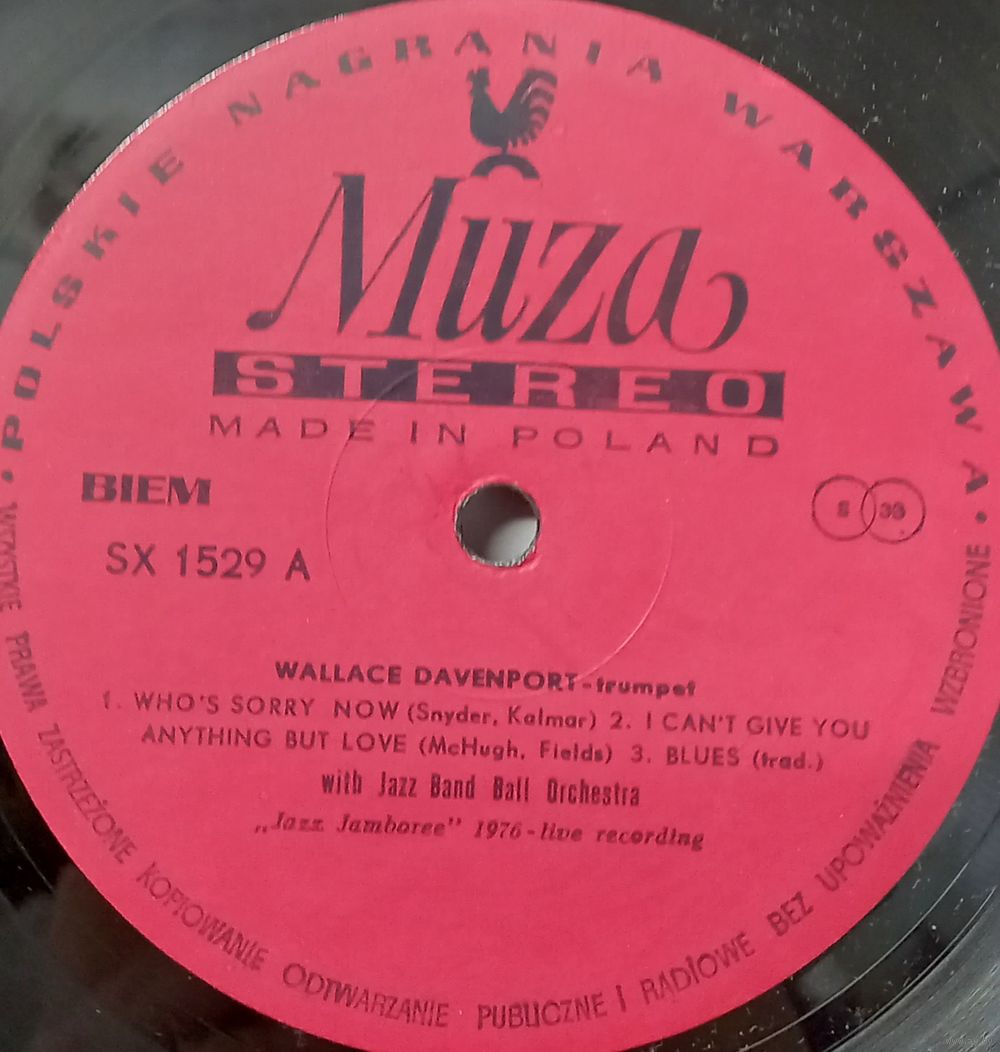 • POLSKIE NAGRANIA WARSZAWA •
Muza
STEREO
MADE IN POLAND
BIEM
S 33
SX 1529 A
WALLACE DAVENPORT-trumpet
1. WHO'S SORRY NOW (Snyder, Kalmar) 2. I CAN'T GIVE YOU
ANYTHING BUT LOVE (McHugh, Fields) 3. BLUES (trad.)
with Jazz Band Ball Orchestra
„Jazz Jamboree" 1976-live recording
WSZYSTKIE PRAWA ZASTRZEŻONE KOPIOWANIE ODTWARZANIE PUBLICZNE I RADIOWE BEZ UPOWAŻNIENIA WZBRONIONE